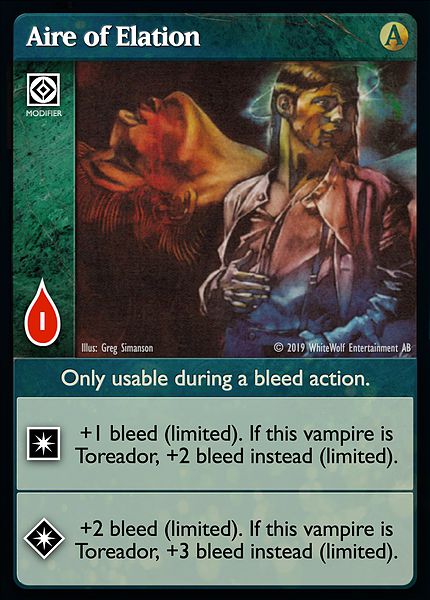 Aire of Elation
A
MODIFIER
1
Illus: Greg Simanson
© 2019 WhiteWolf Entertainment AB
Only usable during a bleed action.
+1 bleed (limited). If this vampire is
Toreador, +2 bleed instead (limited).
+2 bleed (limited). If this vampire is
Toreador, +3 bleed instead (limited).